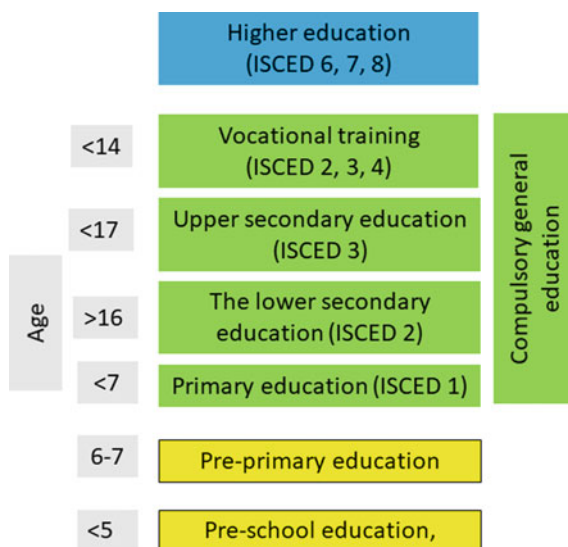 Higher education
(ISCED 6, 7, 8)
<14
Vocational training
(ISCED 2, 3, 4)
<17
Upper secondary education
(ISCED 3)
>16
The lower secondary
education (ISCED 2)
<7
Primary education (ISCED 1)
6-7
Pre-primary education
<5
Pre-school education,
Age
Compulsory general
education